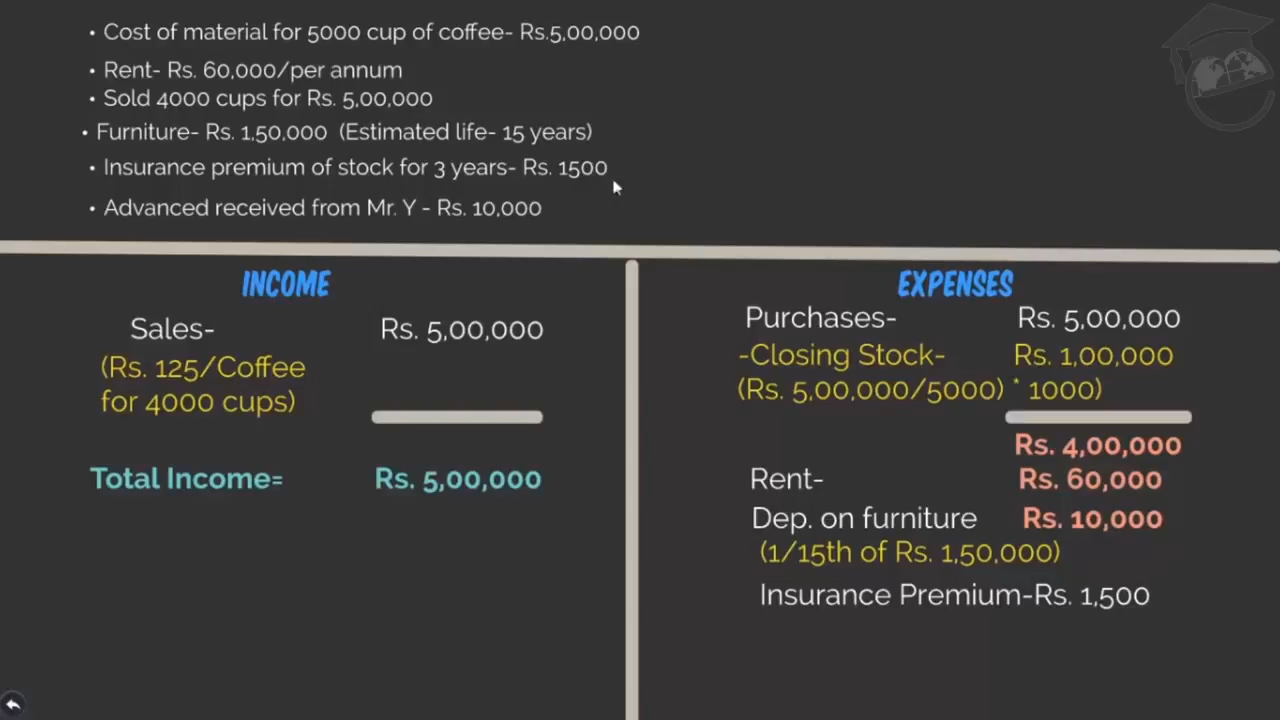 • Cost of material for 5000 cup of coffee- Rs.5,00,000
• Rent- Rs. 60,000/per annum
• Sold 4000 cups for Rs. 5,00,000
• Furniture- Rs. 1,50,000 (Estimated life- 15 years)
• Insurance premium of stock for 3 years- Rs. 1500
• Advanced received from Mr. Y - Rs. 10,000
INCOME
Sales- Rs. 5,00,000
(Rs. 125/Coffee
for 4000 cups)
Total Income= Rs. 5,00,000
EXPENSES
Purchases- Rs. 5,00,000
-Closing Stock- Rs. 1,00,000
(Rs. 5,00,000/5000) * 1000)
Rs. 4,00,000
Rent- Rs. 60,000
Dep. on furniture Rs. 10,000
(1/15th of Rs. 1,50,000)
Insurance Premium-Rs. 1,500